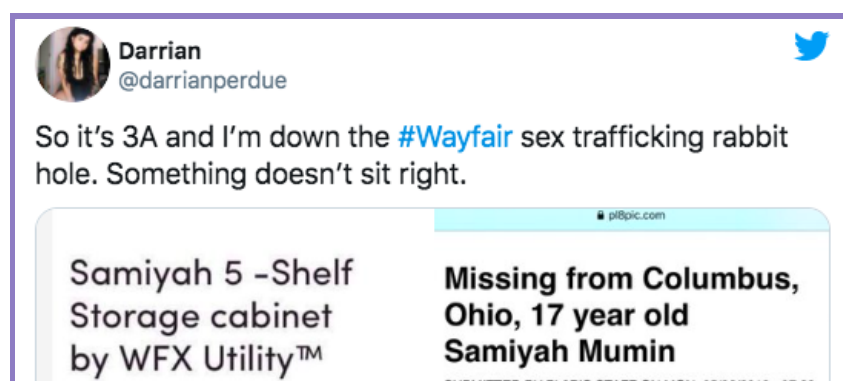 Darrian
@darrianperdue
So it's 3A and I'm down the #Wayfair sex trafficking rabbit
hole. Something doesn't sit right.
pl8pic.com
Samiyah 5 -Shelf
Storage cabinet
by WFX Utility™
Missing from Columbus,
Ohio, 17 year old
Samiyah Mumin